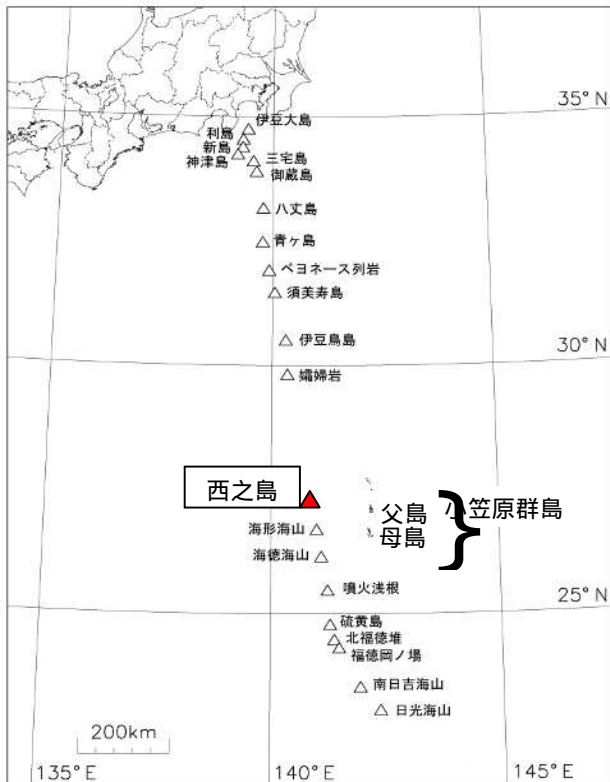 35°N
伊豆大島
利島
新島
神津島
三宅島
御蔵島
八丈島
青ヶ島
ベヨネース列岩
須美寿島
伊豆鳥島
30°N
孀婦岩
西之島
父島
母島
小笠原群島
海形海山
海徳海山
噴火浅根
25°N
硫黄島
北福徳堆
福徳岡ノ場
南日吉海山
日光海山
200km
135°E
140°E
145°E